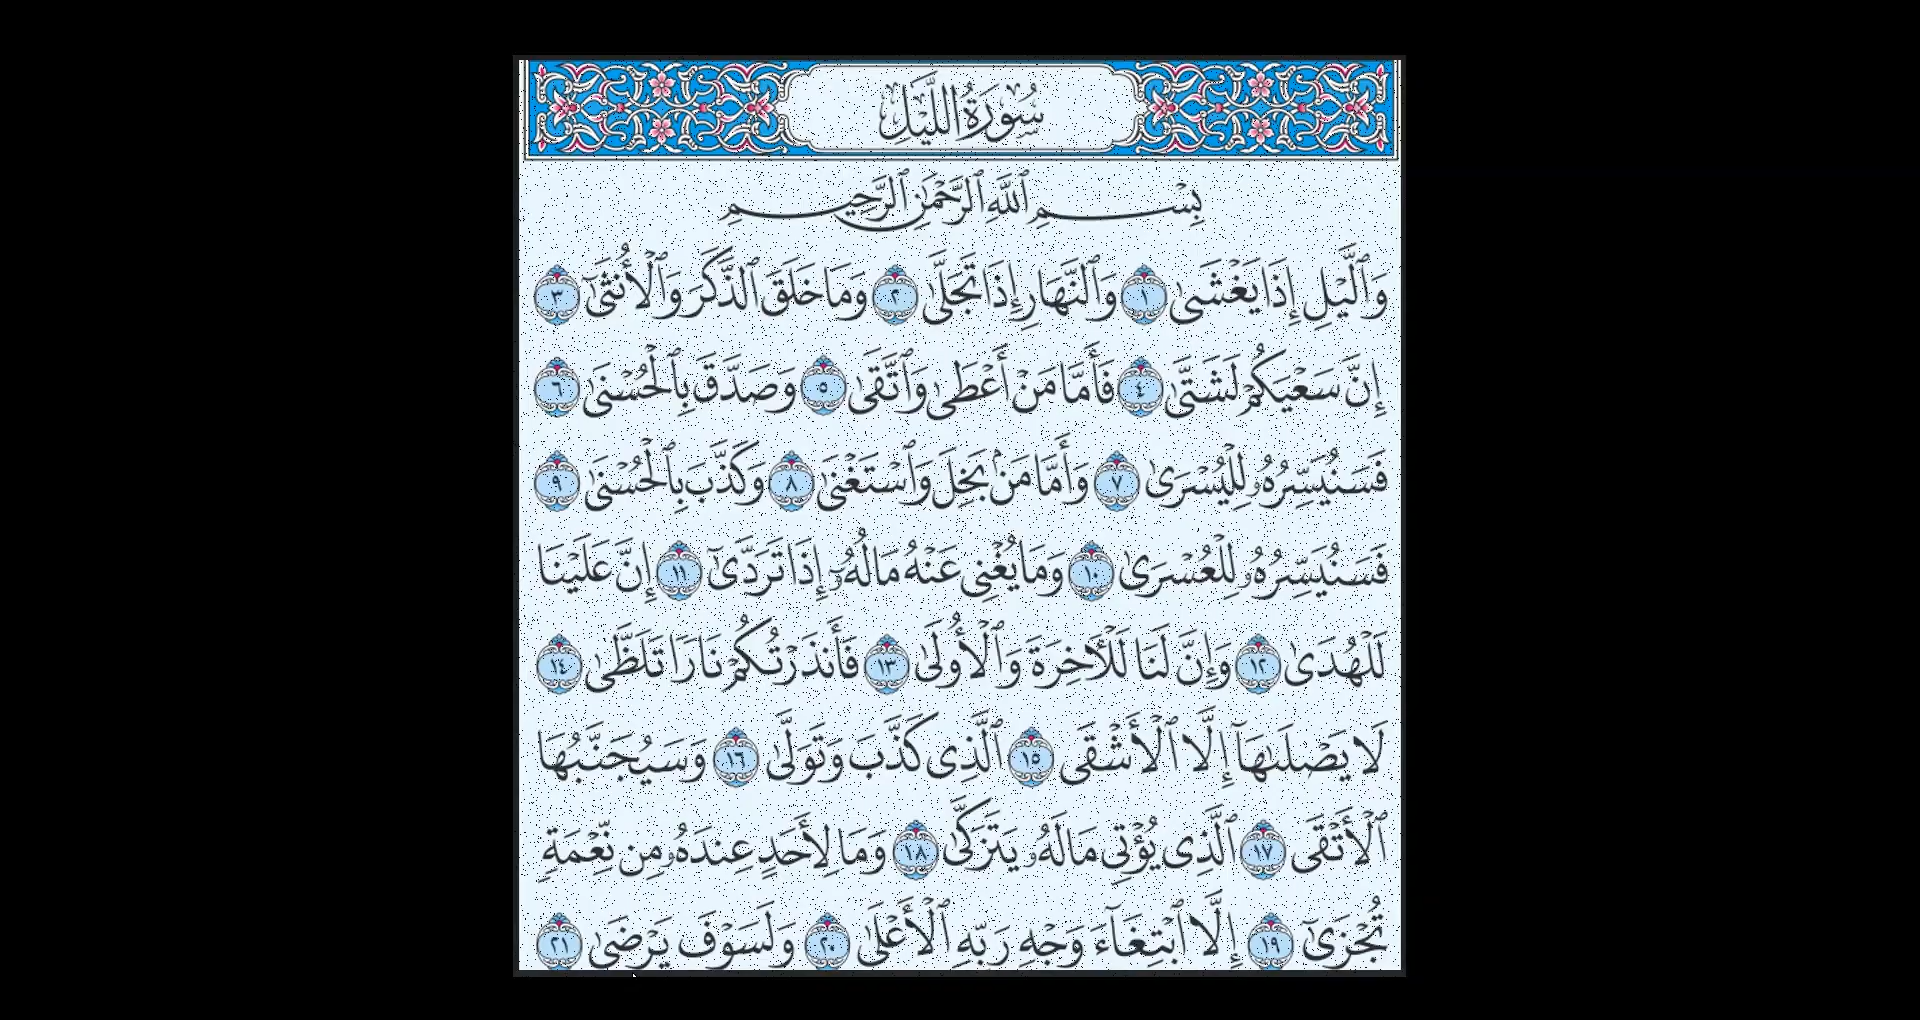 سُورَةُ اللَّيْلِ
بِسْمِ ٱللَّهِ ٱلرَّحْمَٰنِ ٱلرَّحِيمِ
وَٱلَّيْلِ إِذَا يَغْشَىٰ ١ وَٱلنَّهَارِ إِذَا تَجَلَّىٰ ٢ وَمَا خَلَقَ ٱلذَّكَرَ وَٱلْأُنثَىٰٓ ٣
إِنَّ سَعْيَكُمْ لَشَتَّىٰ ٤ فَأَمَّا مَنْ أَعْطَىٰ وَٱتَّقَىٰ ٥ وَصَدَّقَ بِٱلْحُسْنَىٰ ٦
فَسَنُيَسِّرُهُۥ لِلْيُسْرَىٰ ٧ وَأَمَّا مَنۢ بَخِلَ وَٱسْتَغْنَىٰ ٨ وَكَذَّبَ بِٱلْحُسْنَىٰ ٩
فَسَنُيَسِّرُهُۥ لِلْعُسْرَىٰ ١٠ وَمَا يُغْنِى عَنْهُ مَالُهُۥٓ إِذَا تَرَدَّىٰٓ ١١ إِنَّ عَلَيْنَا
لَلْهُدَىٰ ١٢ وَإِنَّ لَنَا لَلْءَاخِرَةَ وَٱلْأُولَىٰ ١٣ فَأَنذَرْتُكُمْ نَارًا تَلَظَّىٰ ١٤
لَا يَصْلَىٰهَآ إِلَّا ٱلْأَشْقَى ١٥ ٱلَّذِى كَذَّبَ وَتَوَلَّىٰ ١٦ وَسَيُجَنَّبُهَا
ٱلْأَتْقَى ١٧ ٱلَّذِى يُؤْتِى مَالَهُۥ يَتَزَكَّىٰ ١٨ وَمَا لِأَحَدٍ عِندَهُۥ مِن نِّعْمَةٍ
تُجْزَىٰٓ ١٩ إِلَّا ٱبْتِغَآءَ وَجْهِ رَبِّهِ ٱلْأَعْلَىٰ ٢٠ وَلَسَوْفَ يَرْضَىٰ ٢١